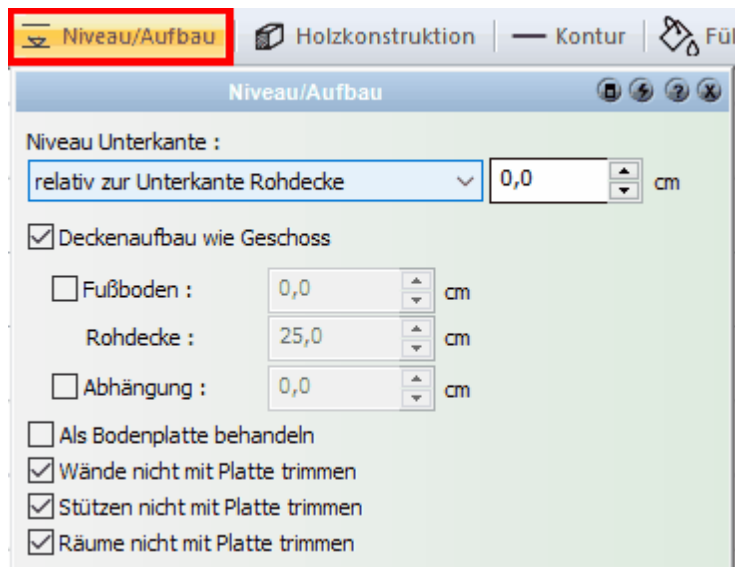 Niveau/Aufbau Holzkonstruktion Kontur
Niveau/Aufbau
Niveau Unterkante :
relativ zur Unterkante Rohdecke 0,0 cm
Deckenaufbau wie Geschoss
Fußboden : 0,0 cm
Rohdecke : 25,0 cm
Abhängung : 0,0 cm
Als Bodenplatte behandeln
Wände nicht mit Platte trimmen
Stützen nicht mit Platte trimmen
Räume nicht mit Platte trimmen